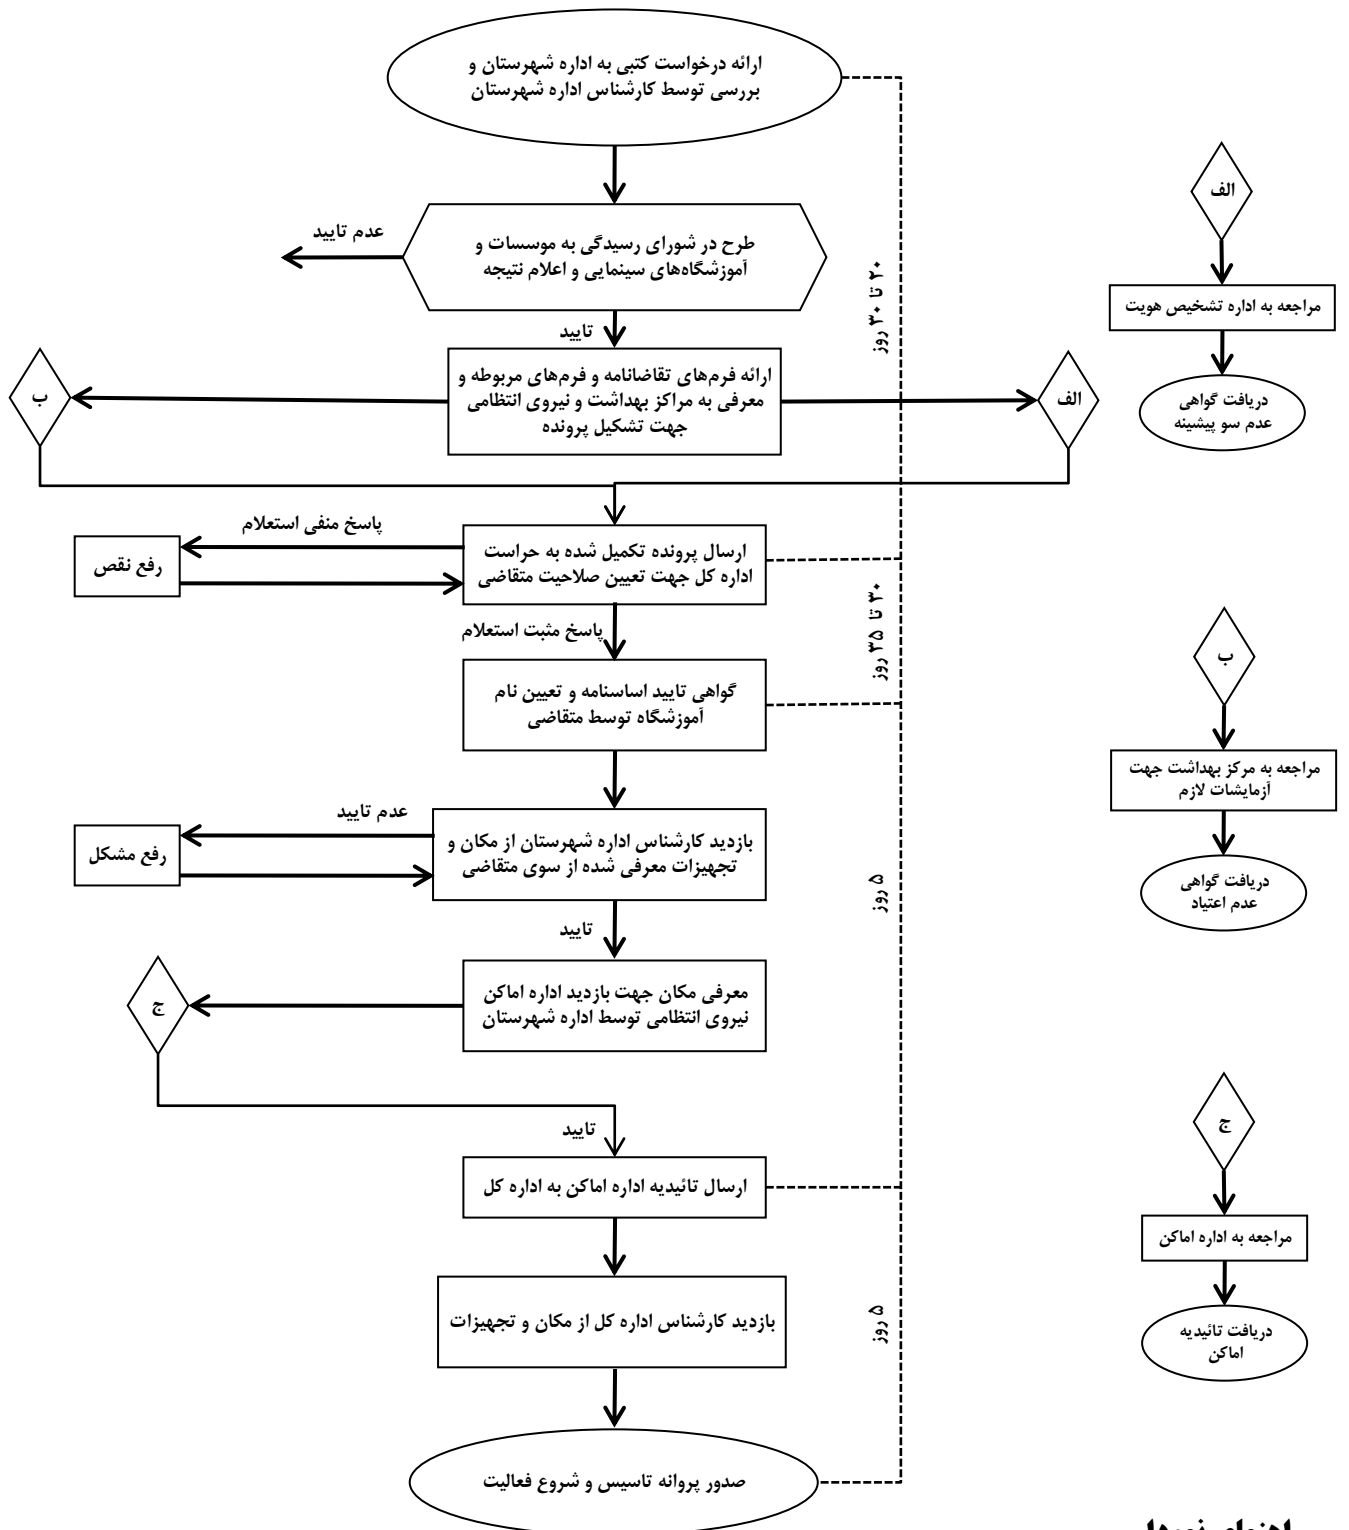 ارائه درخواست کتبی به اداره شهرستان و
بررسی توسط کارشناس اداره شهرستان
طرح در شورای رسیدگی به موسسات و
آموزشگاه‌های سینمایی و اعلام نتیجه
عدم تایید
تایید
ارائه فرم‌های تقاضانامه و فرم‌های مربوطه و
معرفی به مراکز بهداشت و نیروی انتظامی
جهت تشکیل پرونده
الف
ب
۲۰ تا ۳۰ روز
ارسال پرونده تکمیل شده به حراست
اداره کل جهت تعیین صلاحیت متقاضی
پاسخ منفی استعلام
رفع نقص
پاسخ مثبت استعلام
۳۰ تا ۳۵ روز
گواهی تایید اساسنامه و تعیین نام
آموزشگاه توسط متقاضی
بازدید کارشناس اداره شهرستان از مکان و
تجهیزات معرفی شده از سوی متقاضی
عدم تایید
رفع مشکل
تایید
۵ روز
معرفی مکان جهت بازدید اداره اماکن
نیروی انتظامی توسط اداره شهرستان
ج
تایید
ارسال تائیدیه اداره اماکن به اداره کل
بازدید کارشناس اداره کل از مکان و تجهیزات
۵ روز
صدور پروانه تاسیس و شروع فعالیت
الف
مراجعه به اداره تشخیص هویت
دریافت گواهی
عدم سو پیشینه
ب
مراجعه به مرکز بهداشت جهت
آزمایشات لازم
دریافت گواهی
عدم اعتیاد
ج
مراجعه به اداره اماکن
دریافت تائیدیه
اماکن